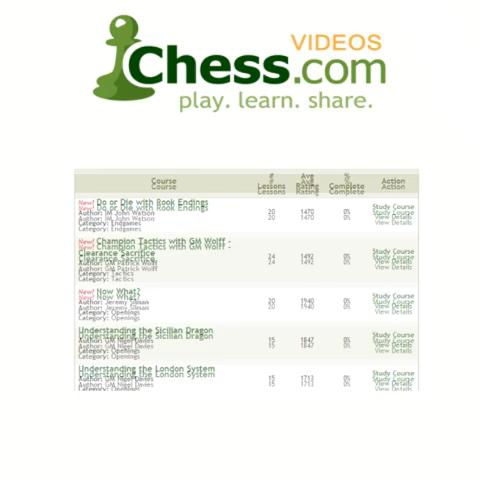 VIDEOS
Chess.com
play. learn. share.
Course # Lessons Avg Rating % Complete Action
New! Do or Die with Rook Endings
Author: IM John Watson 20 1470 0% Study Course
Category: Endgames View Details
New! Champion Tactics with GM Wolff -
Clearance Sacrifice
Author: GM Patrick Wolff 24 1492 0% Study Course
Category: Tactics View Details
New! Now What?
Author: Jeremy Silman 20 1940 0% Study Course
Category: Openings View Details
Understanding the Sicilian Dragon
Author: GM Nigel Davies 15 1847 0% Study Course
Category: Openings View Details
Understanding the London System
Author: GM Nigel Davies 15 1713 0% Study Course
Category: Openings View Details